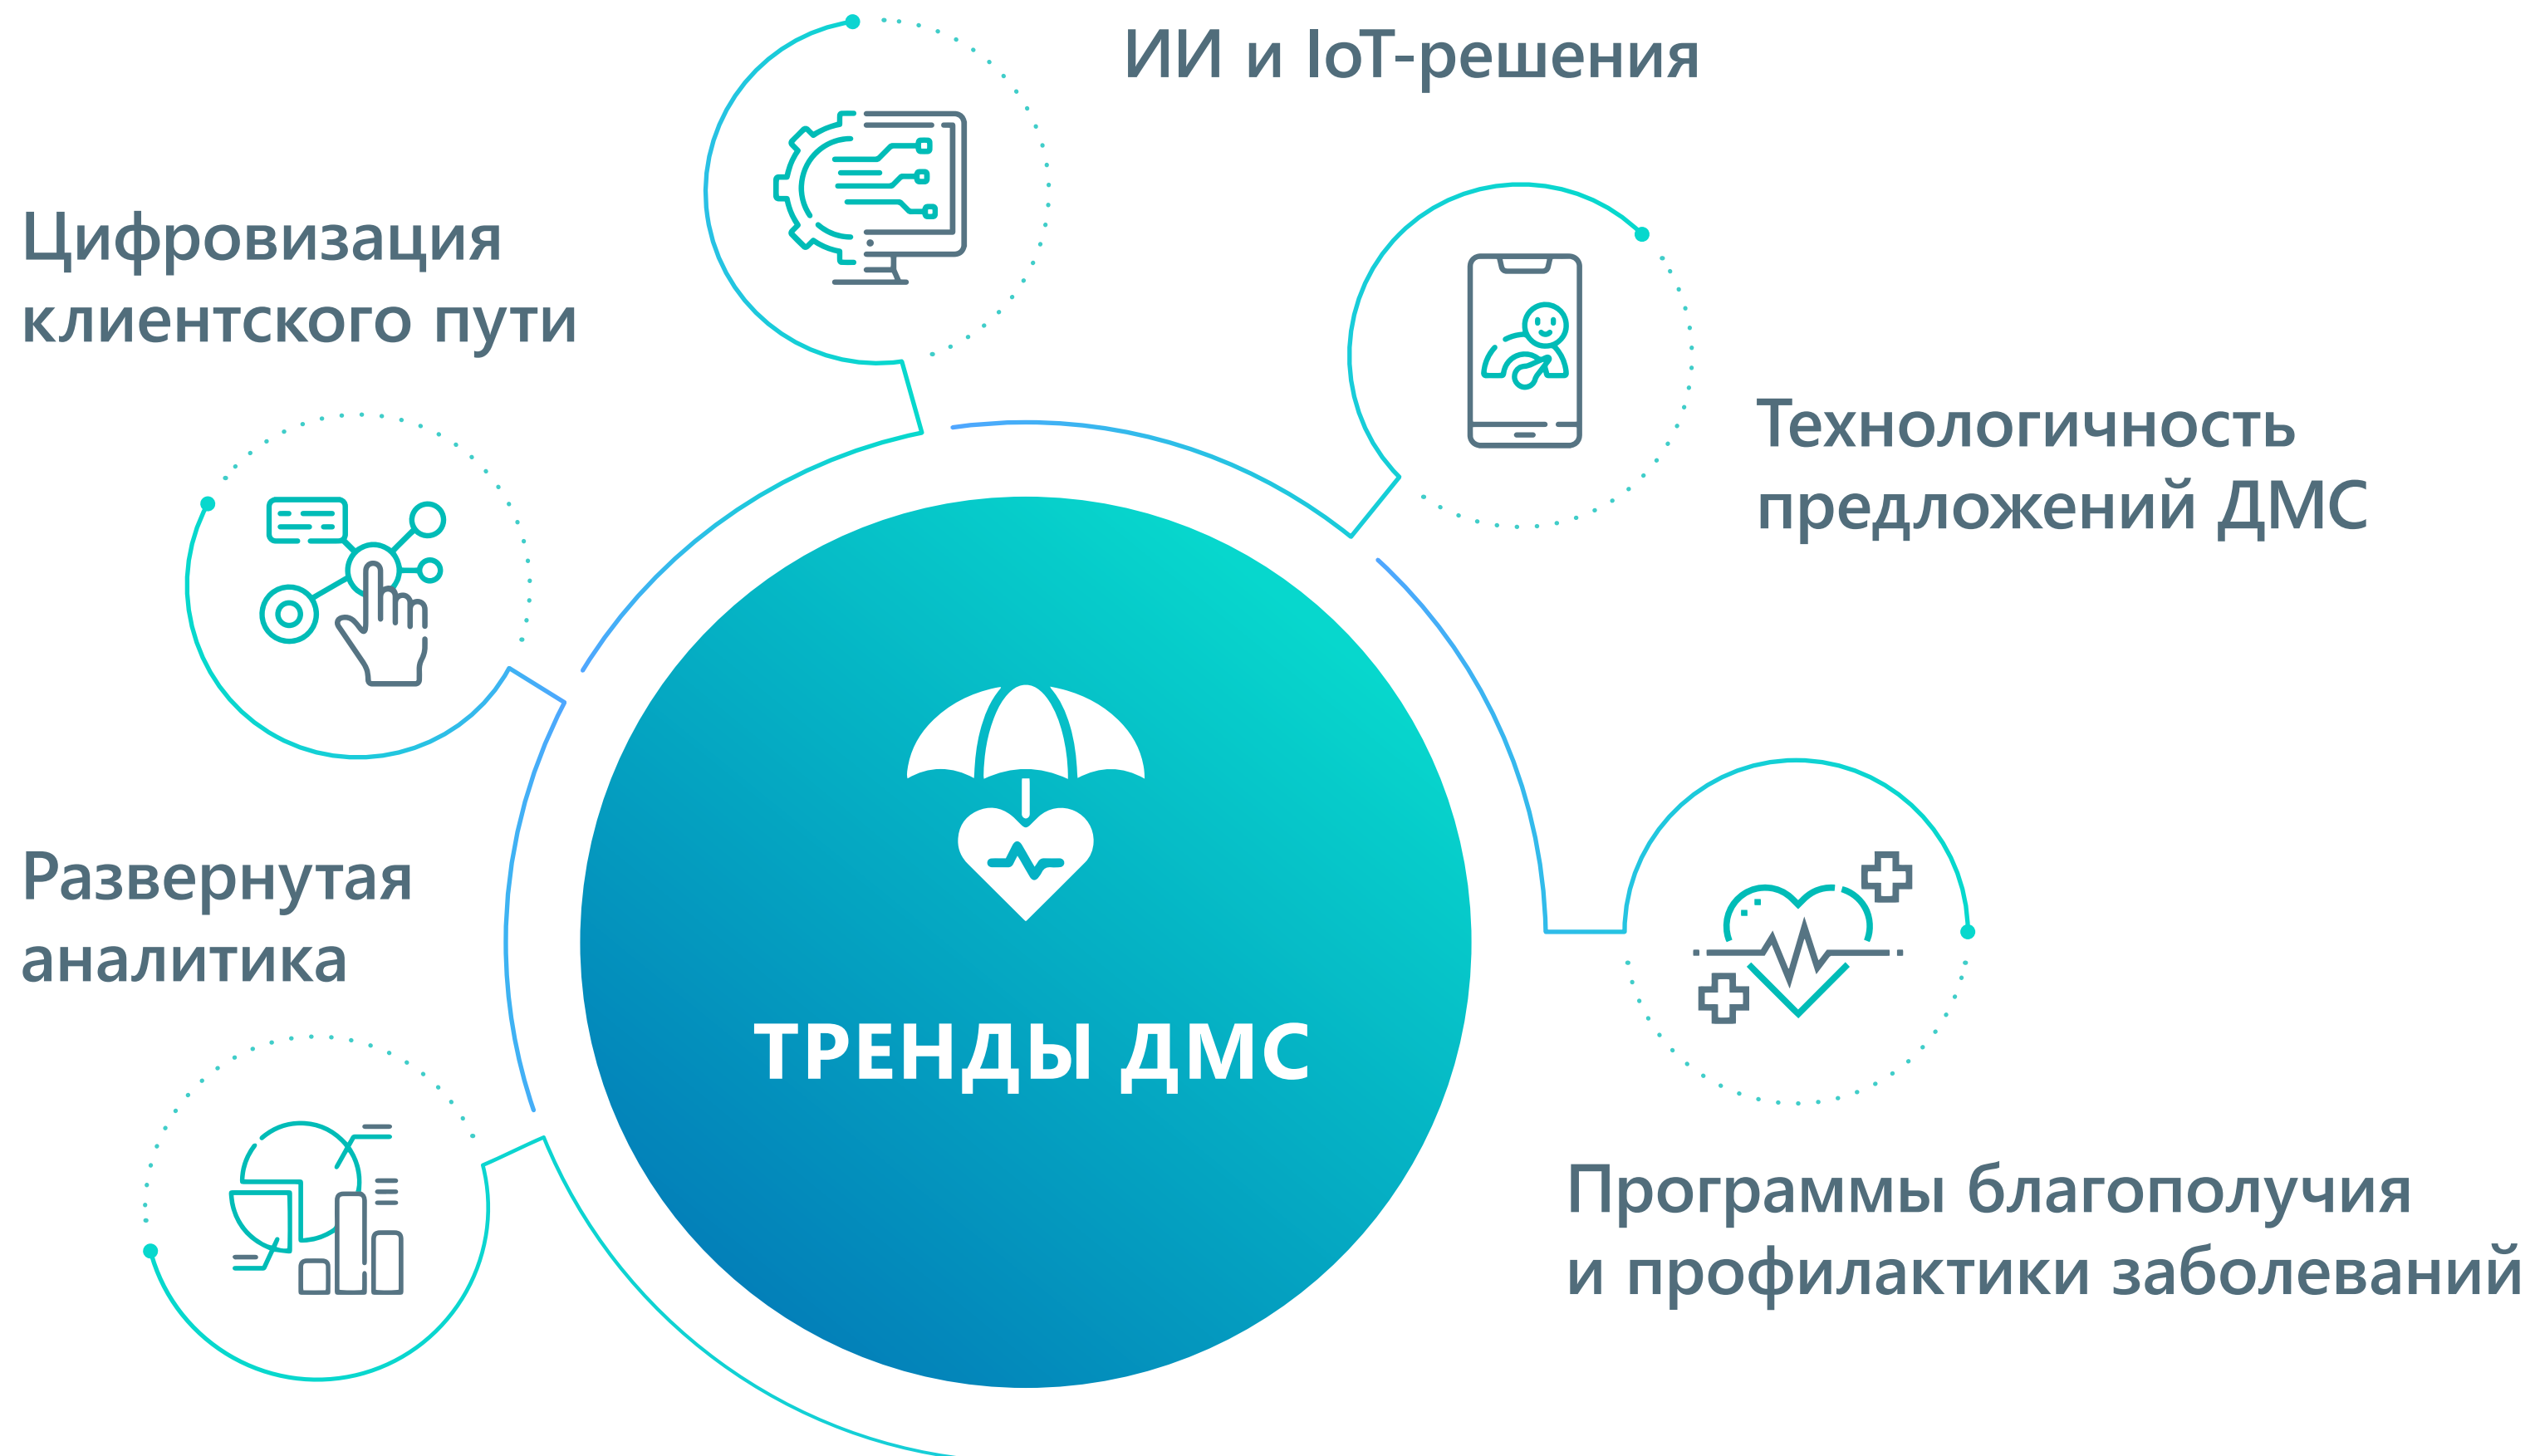 ИИ и IoT-решения
Цифровизация
клиентского пути
Технологичность
предложений ДМС
Развернутая
аналитика
ТРЕНДЫ ДМС
Программы благополучия
и профилактики заболеваний